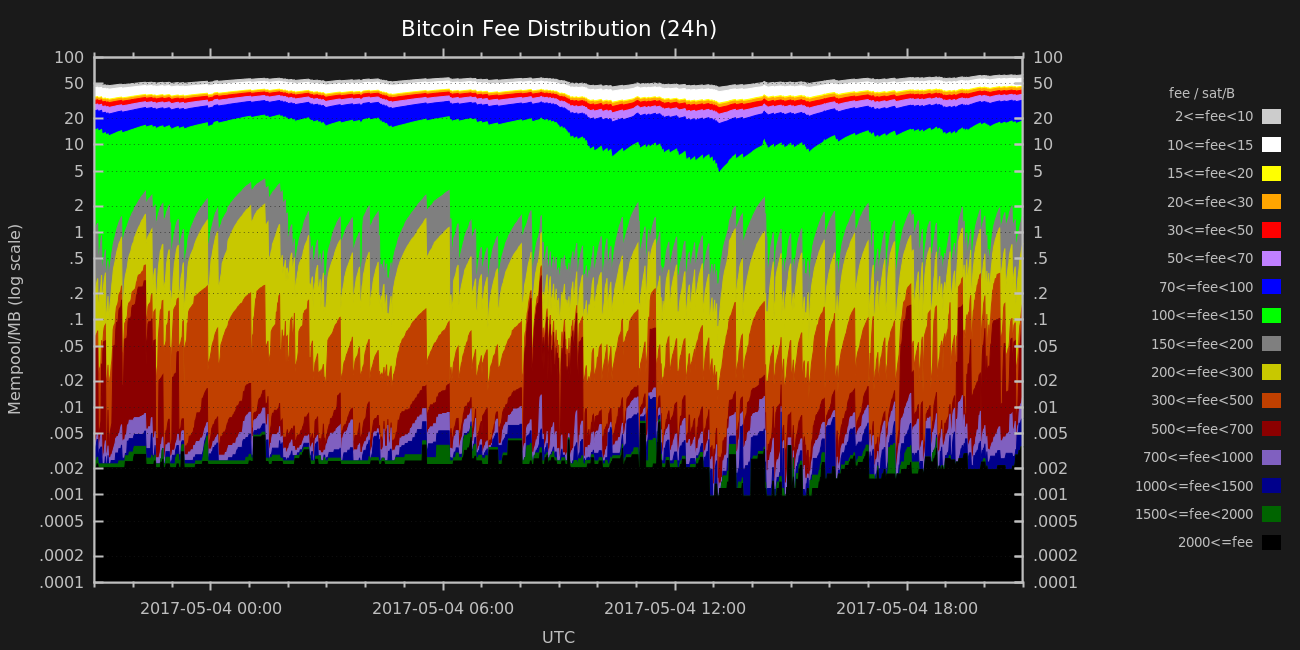 Bitcoin Fee Distribution (24h)
100
50
20
10
5
2
1
.5
.2
.1
.05
.02
.01
.005
.002
.001
.0005
.0002
.0001
Mempool/MB (log scale)
100
50
20
10
5
2
1
.5
.2
.1
.05
.02
.01
.005
.002
.001
.0005
.0002
.0001
2017-05-04 00:00
2017-05-04 06:00
2017-05-04 12:00
2017-05-04 18:00
UTC
fee / sat/B
2<=fee<10
10<=fee<15
15<=fee<20
20<=fee<30
30<=fee<50
50<=fee<70
70<=fee<100
100<=fee<150
150<=fee<200
200<=fee<300
300<=fee<500
500<=fee<700
700<=fee<1000
1000<=fee<1500
1500<=fee<2000
2000<=fee